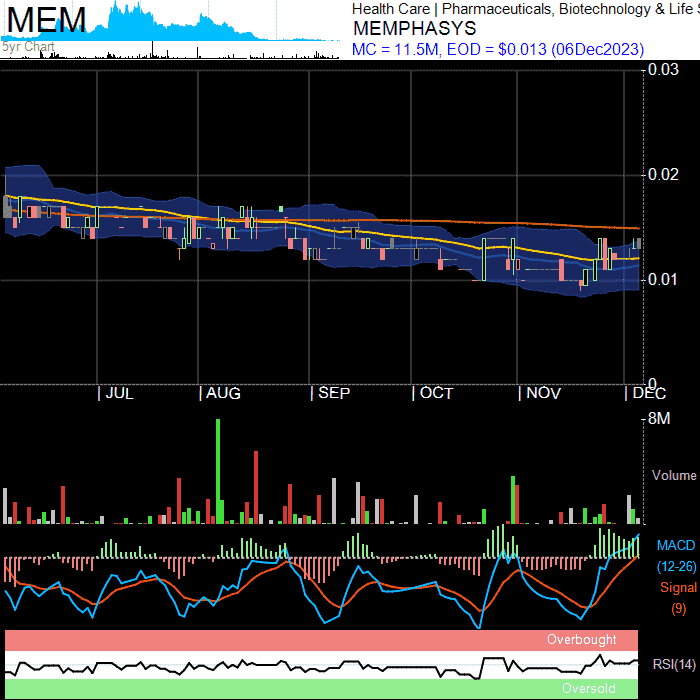 MEM
5yr Chart
Health Care | Pharmaceuticals, Biotechnology & Life S
MEMPHASYS
MC = 11.5M, EOD = $0.013 (06Dec2023)
0.03
0.02
0.01
0
JUL AUG SEP OCT NOV DEC
8M
Volume
MACD
(12-26)
Signal
(9)
Overbought
RSI(14)
Oversold